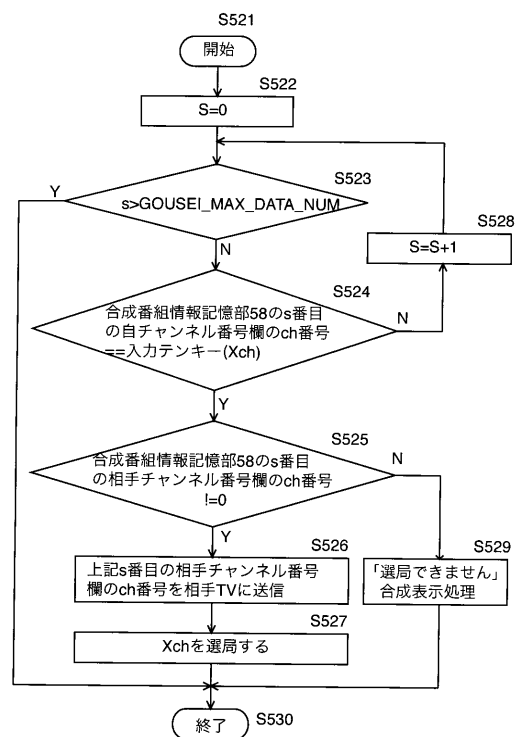 S521
開始
S522
S=0
S523
Y
s>GOUSEI_MAX_DATA_NUM
S528
S=S+1
N
S524
合成番組情報記憶部58のs番目
の自チャンネル番号欄のch番号
==入力テンキー(Xch)
N
Y
S525
合成番組情報記憶部58のs番目
の相手チャンネル番号欄のch番号
!=0
N
Y
S526
上記s番目の相手チャンネル番号
欄のch番号を相手TVに送信
S529
「選局できません」
合成表示処理
S527
Xchを選局する
終了
S530